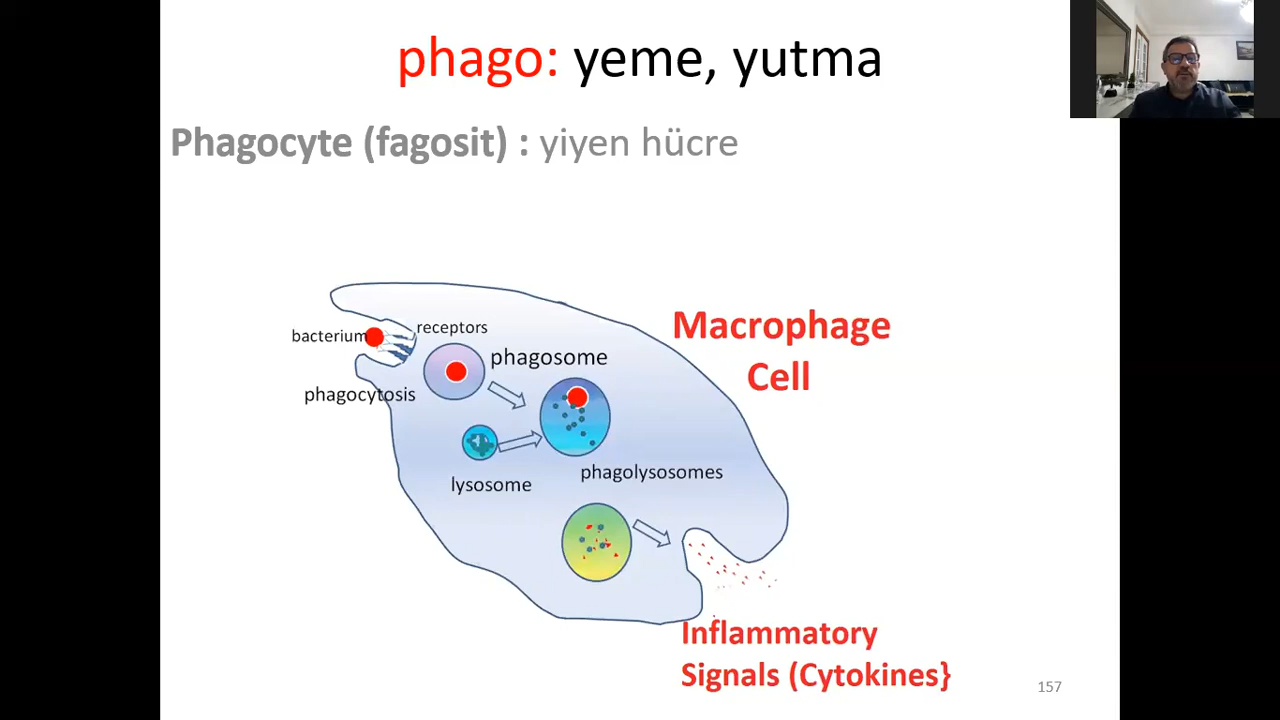 phago: yeme, yutma
Phagocyte (fagosit) : yiyen hücre
bacterium
receptors
phagosome
phagocytosis
Macrophage
Cell
lysosome
phagolysosomes
Inflammatory
Signals (Cytokines}
157